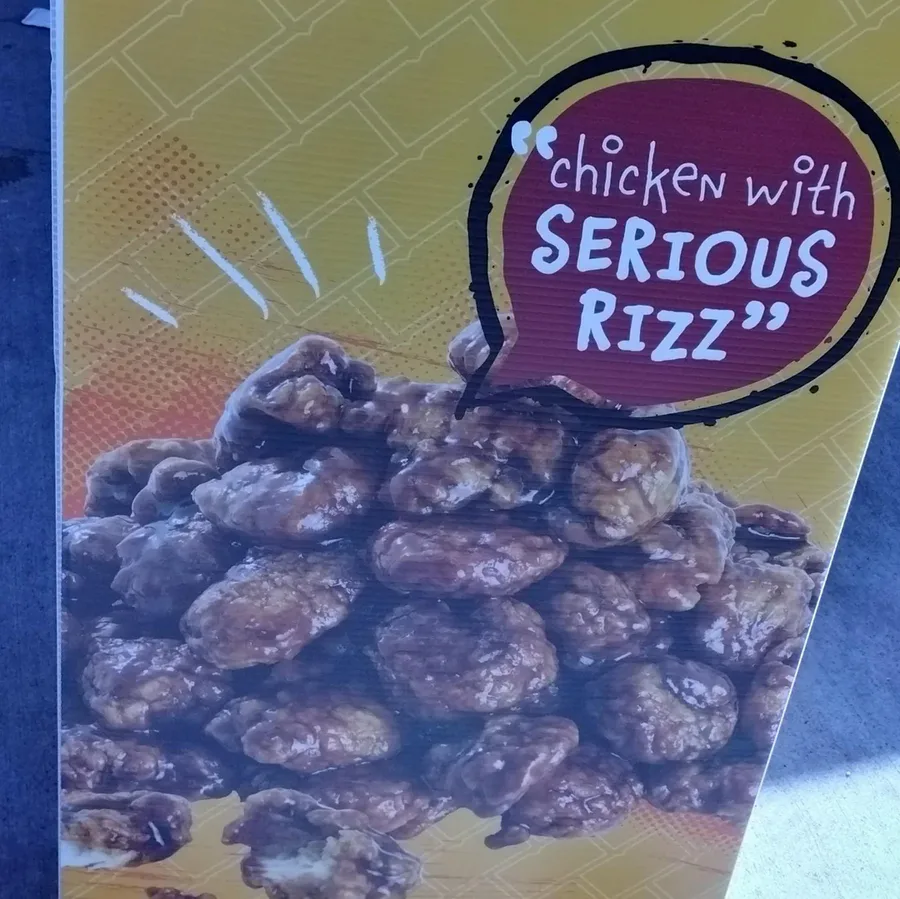 “chicken with
SERIOUS
RIZZ”